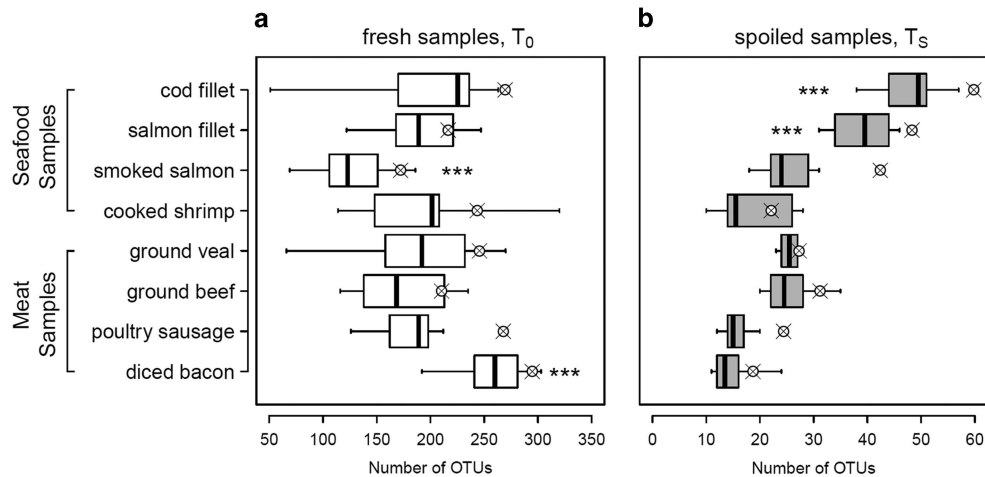 a
fresh samples, T0
b
spoiled samples, TS
Seafood
Samples
Meat
Samples
cod fillet
salmon fillet
smoked salmon
cooked shrimp
ground veal
ground beef
poultry sausage
diced bacon
***
***
***
***
50 100 150 200 250 300 350
Number of OTUs
0 10 20 30 40 50 60
Number of OTUs